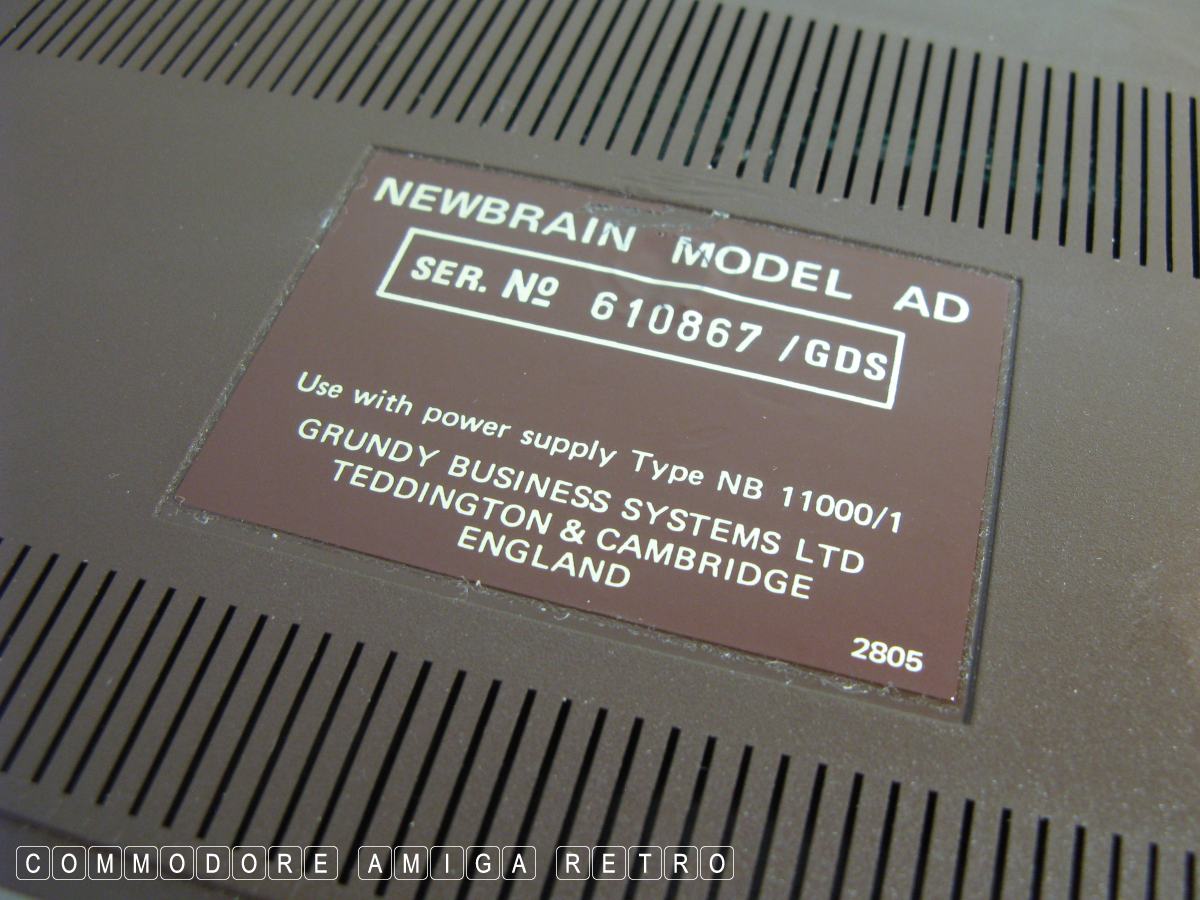 NEWBRAIN MODEL AD
SER. Nº 610867 /GDS
Use with power supply Type NB 11000/1
GRUNDY BUSINESS SYSTEMS LTD
TEDDINGTON & CAMBRIDGE
ENGLAND
2805
COMMODORE AMIGA RETRO